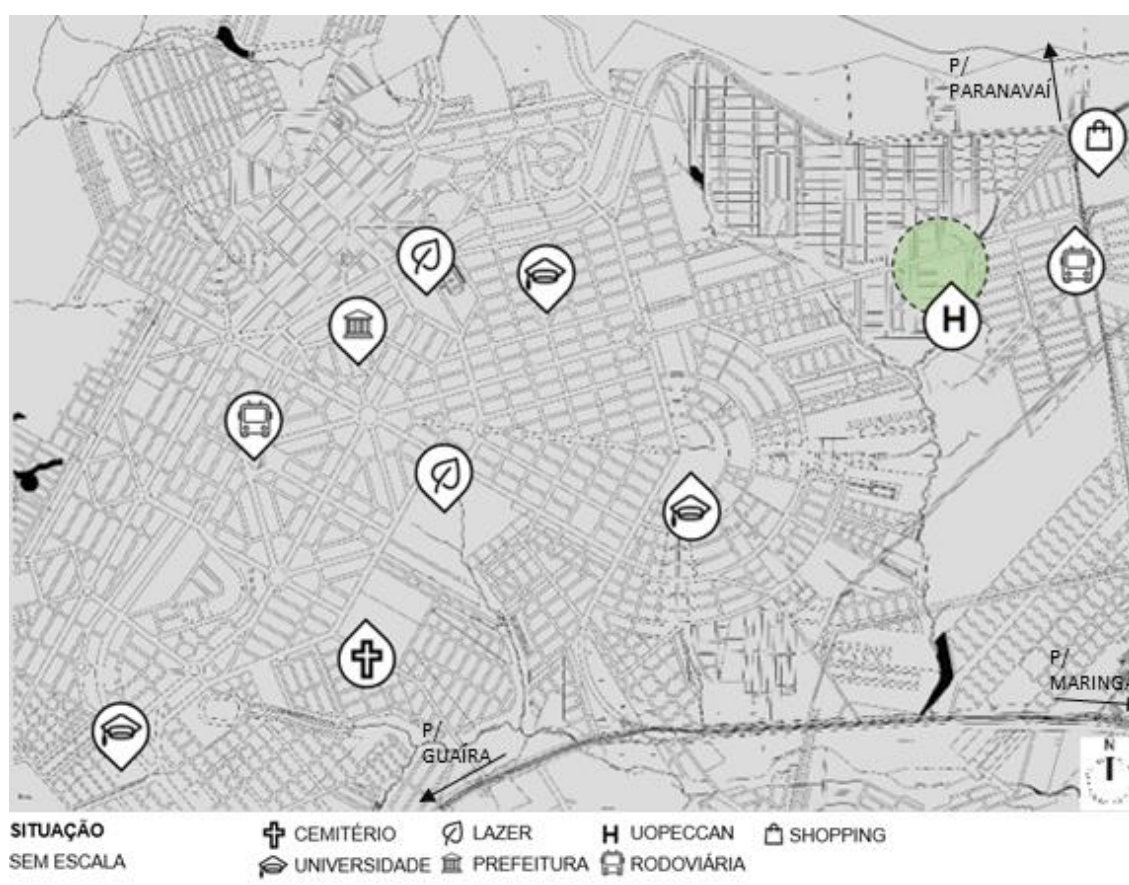 P/
PARANAVAÍ
H
P/
MARINGÁ
P/
GUAÍRA
N
SITUAÇÃO
SEM ESCALA
CEMITÉRIO
LAZER
H UOPECCAN
SHOPPING
UNIVERSIDADE
PREFEITURA
RODOVIÁRIA